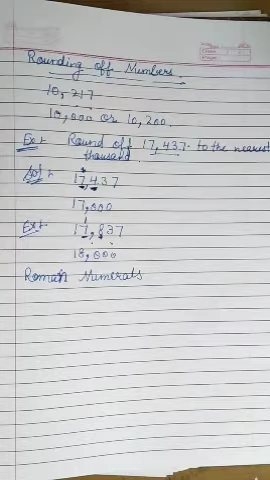 Rounding off Numbers
10,217
10,000 or 10,200.
Ex:- Round off 17,437 to the nearest
thousand.
Solⁿ:- 17,437
17,000
Ex:- 17,837
18,000
Roman Numerals